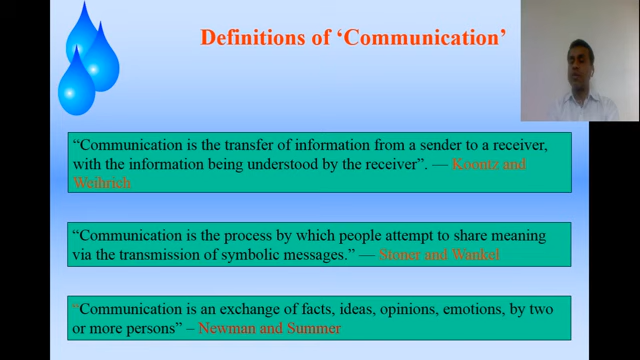 Definitions of ‘Communication’
“Communication is the transfer of information from a sender to a receiver,
with the information being understood by the receiver”. — Koontz and
Weihrich
“Communication is the process by which people attempt to share meaning
via the transmission of symbolic messages.” — Stoner and Wankel
“Communication is an exchange of facts, ideas, opinions, emotions, by two
or more persons” – Newman and Summer